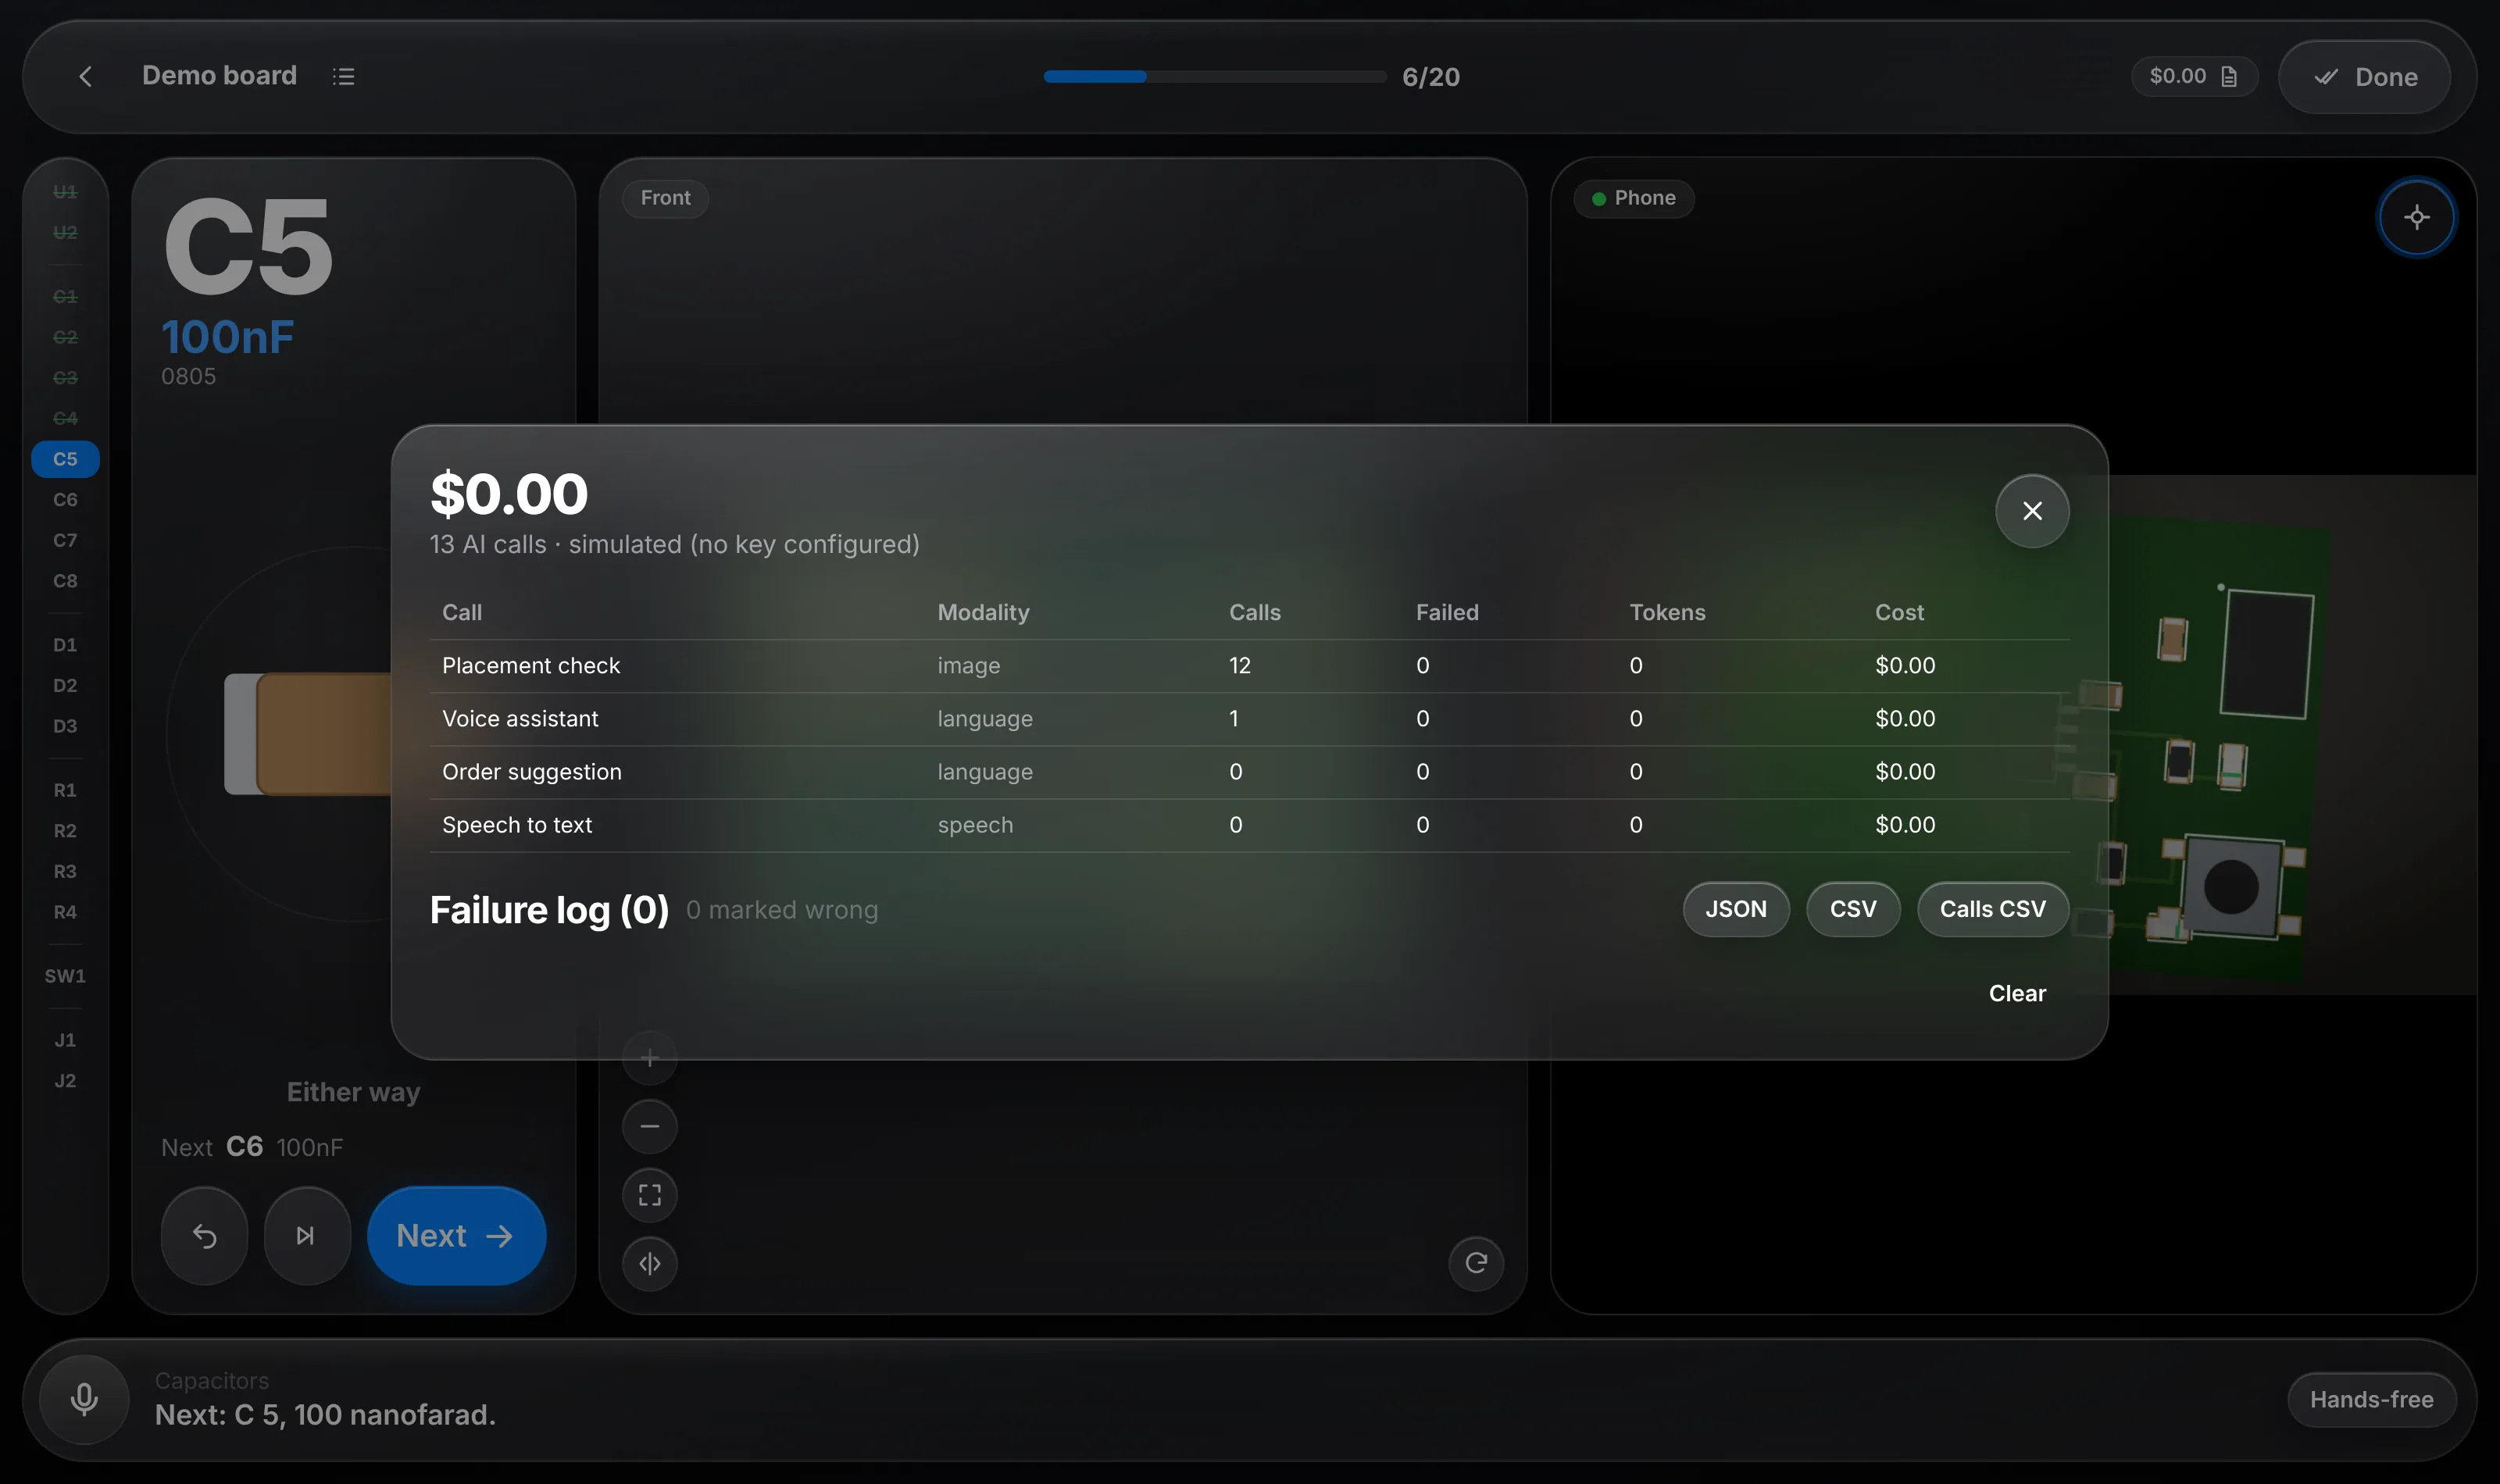 Demo board
6/20
$0.00
Done
U1
U2
C1
C2
C3
C4
C5
C6
C7
C8
D1
D2
D3
R1
R2
R3
R4
SW1
J1
J2
C5
100nF
0805
Either way
Next C6 100nF
Next
Front
Phone
$0.00
13 AI calls · simulated (no key configured)
Call Modality Calls Failed Tokens Cost
Placement check image 12 0 0 $0.00
Voice assistant language 1 0 0 $0.00
Order suggestion language 0 0 0 $0.00
Speech to text speech 0 0 0 $0.00
Failure log (0) 0 marked wrong
JSON CSV Calls CSV
Clear
Capacitors
Next: C 5, 100 nanofarad.
Hands-free